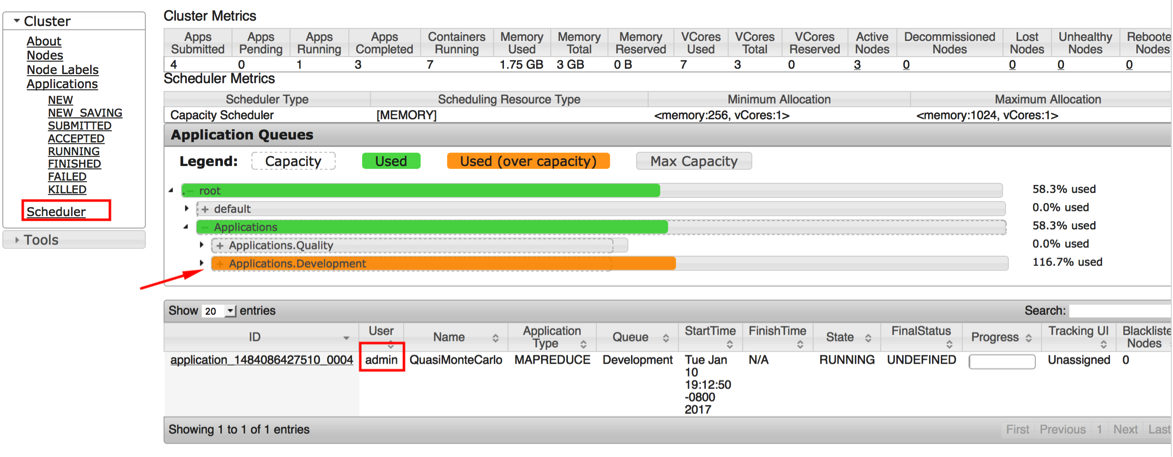 Cluster
About
Nodes
Node Labels
Applications
NEW
NEW_SAVING
SUBMITTED
ACCEPTED
RUNNING
FINISHED
FAILED
KILLED
Scheduler
Tools
Cluster Metrics
Apps Submitted Apps Pending Apps Running Apps Completed Containers Running Memory Used Memory Total Memory Reserved VCores Used VCores Total VCores Reserved Active Nodes Decommissioned Nodes Lost Nodes Unhealthy Nodes Reboote Nodes
4 0 1 3 7 1.75 GB 3 GB 0 B 7 3 0 3 0 0 0 0
Scheduler Metrics
Scheduler Type Scheduling Resource Type Minimum Allocation Maximum Allocation
Capacity Scheduler [MEMORY] <memory:256, vCores:1> <memory:1024, vCores:1>
Application Queues
Legend: Capacity Used Used (over capacity) Max Capacity
- root 58.3% used
+ default 0.0% used
- Applications 58.3% used
+ Applications.Quality 0.0% used
+ Applications.Development 116.7% used
Show 20 entries Search:
ID User Name Application Type Queue StartTime FinishTime State FinalStatus Progress Tracking UI Blackliste Nodes
application_1484086427510_0004 admin QuasiMonteCarlo MAPREDUCE Development Tue Jan N/A RUNNING UNDEFINED Unassigned 0
10
19:12:50
-0800
2017
Showing 1 to 1 of 1 entries First Previous 1 Next Last